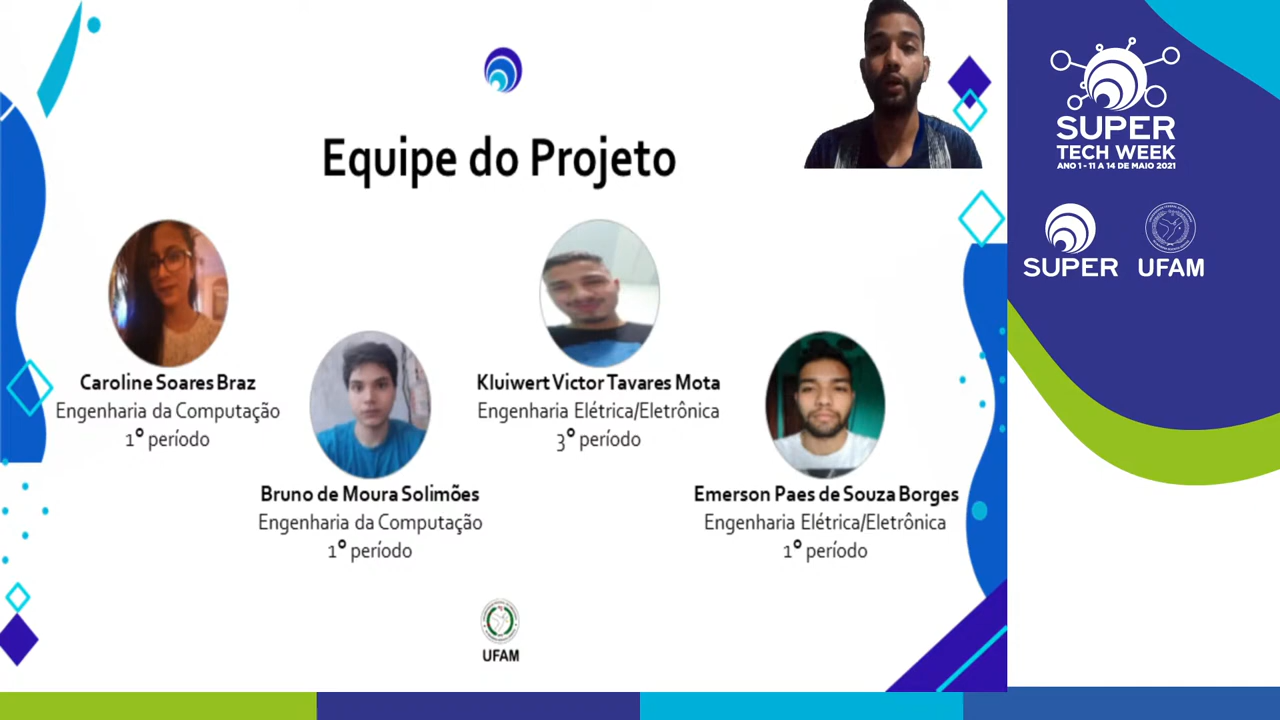 Equipe do Projeto
Caroline Soares Braz
Engenharia da Computação
1º período
Bruno de Moura Solimões
Engenharia da Computação
1º período
Kluiwert Victor Tavares Mota
Engenharia Elétrica/Eletrônica
3º período
Emerson Paes de Souza Borges
Engenharia Elétrica/Eletrônica
1º período
UFAM
SUPER
TECH WEEK
ANO 1 - 11 A 14 DE MAIO 2021
SUPER
UFAM